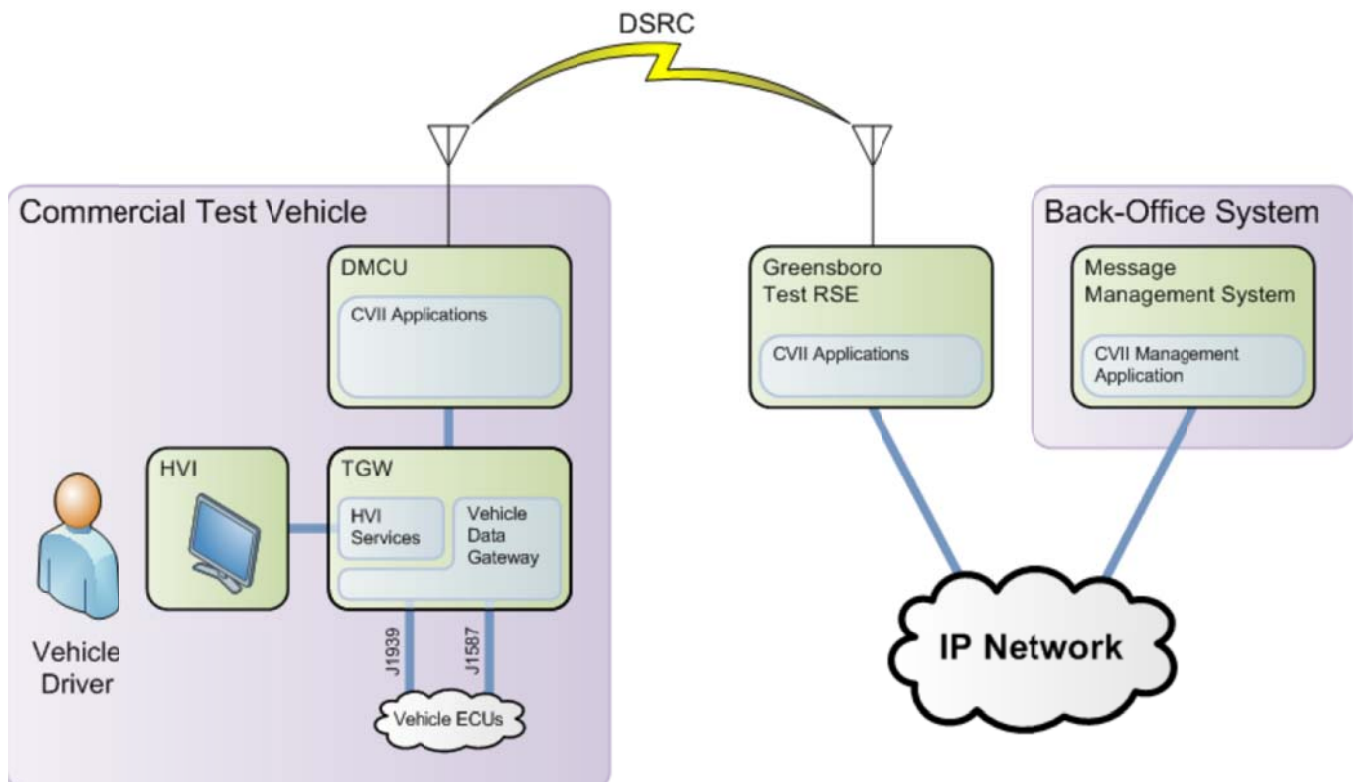 DSRC
Commercial Test Vehicle
DMCU
CVII Applications
HVI
TGW
HVI
Services
Vehicle
Data
Gateway
J1939
J1587
Vehicle ECUs
Vehicle
Driver
Greensboro
Test RSE
CVII Applications
Back-Office System
Message
Management System
CVII Management
Application
IP Network